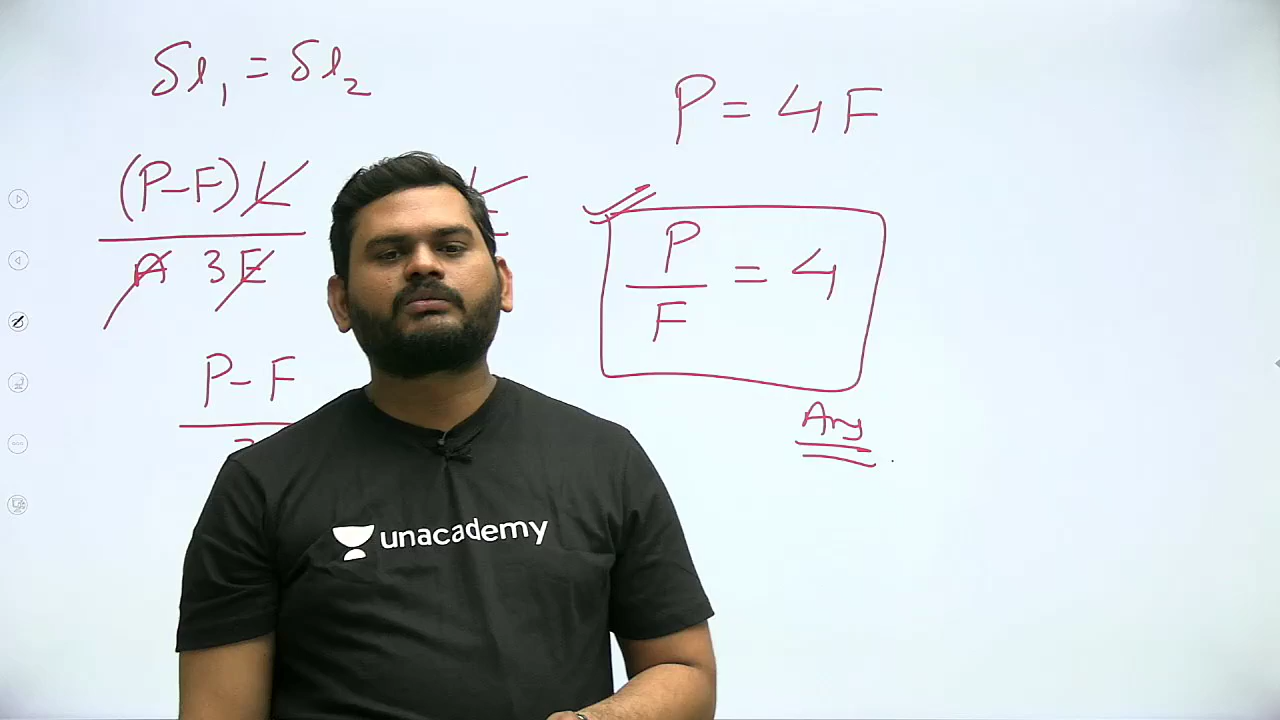 δl₁ = δl₂
(P-F) L
A 3E
P-F
P = 4F
P
F
= 4
Ans
unacademy